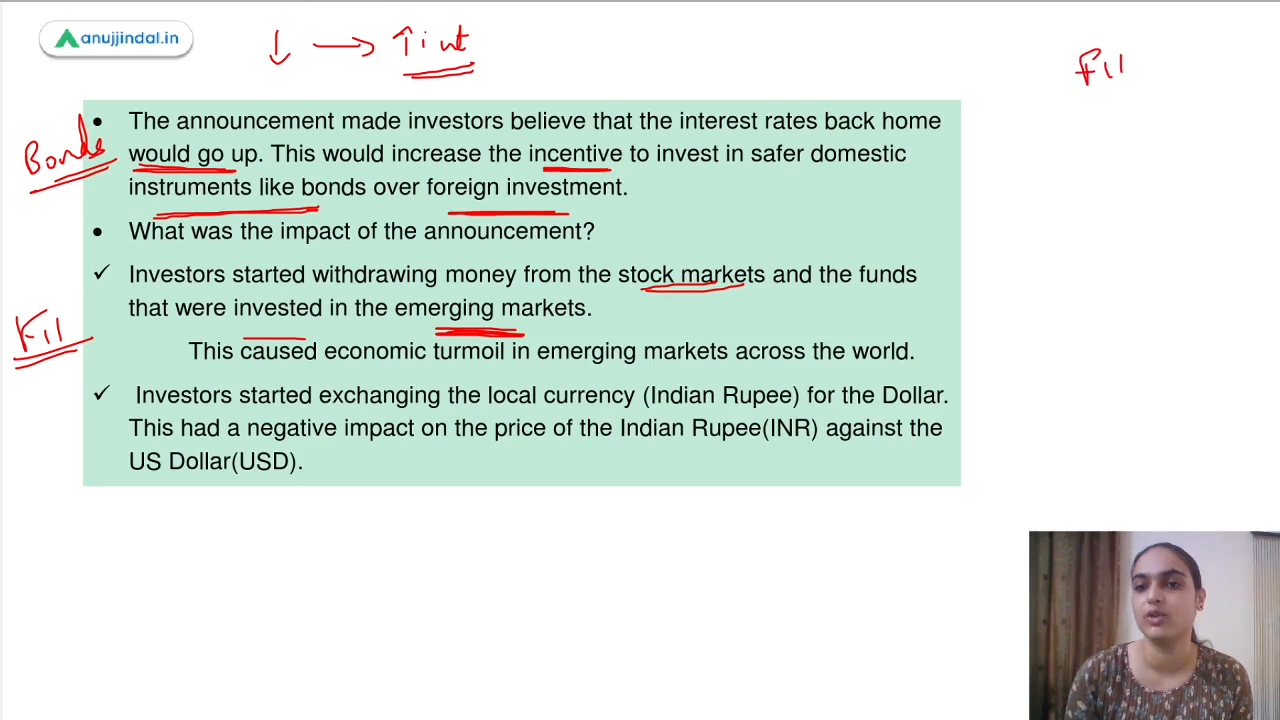 anujjindal.in
↓ → ↑ int
FII
• The announcement made investors believe that the interest rates back home
would go up. This would increase the incentive to invest in safer domestic
instruments like bonds over foreign investment.
Bonds
• What was the impact of the announcement?
✓ Investors started withdrawing money from the stock markets and the funds
that were invested in the emerging markets.
FII
This caused economic turmoil in emerging markets across the world.
✓ Investors started exchanging the local currency (Indian Rupee) for the Dollar.
This had a negative impact on the price of the Indian Rupee(INR) against the
US Dollar(USD).